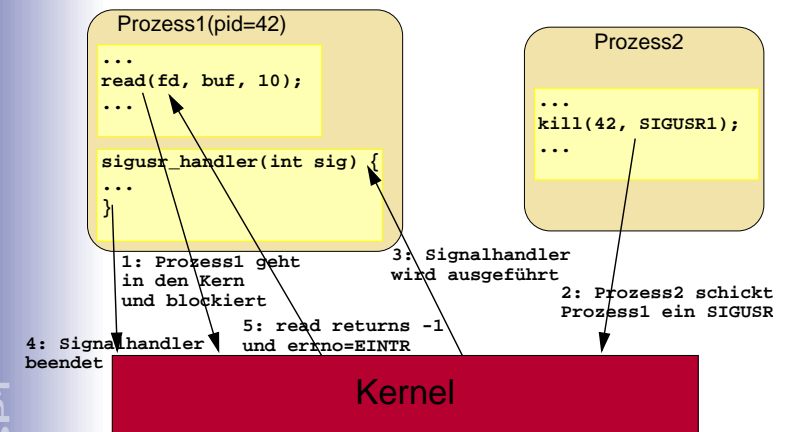 Prozess1(pid=42)
...
read(fd, buf, 10);
...
sigusr_handler(int sig) {
...
}
Prozess2
...
kill(42, SIGUSR1);
...
1: Prozess1 geht
in den Kern
und blockiert
3: Signalhandler
wird ausgeführt
2: Prozess2 schickt
Prozess1 ein SIGUSR
4: Signalhandler
beendet
5: read returns -1
und errno=EINTR
Kernel